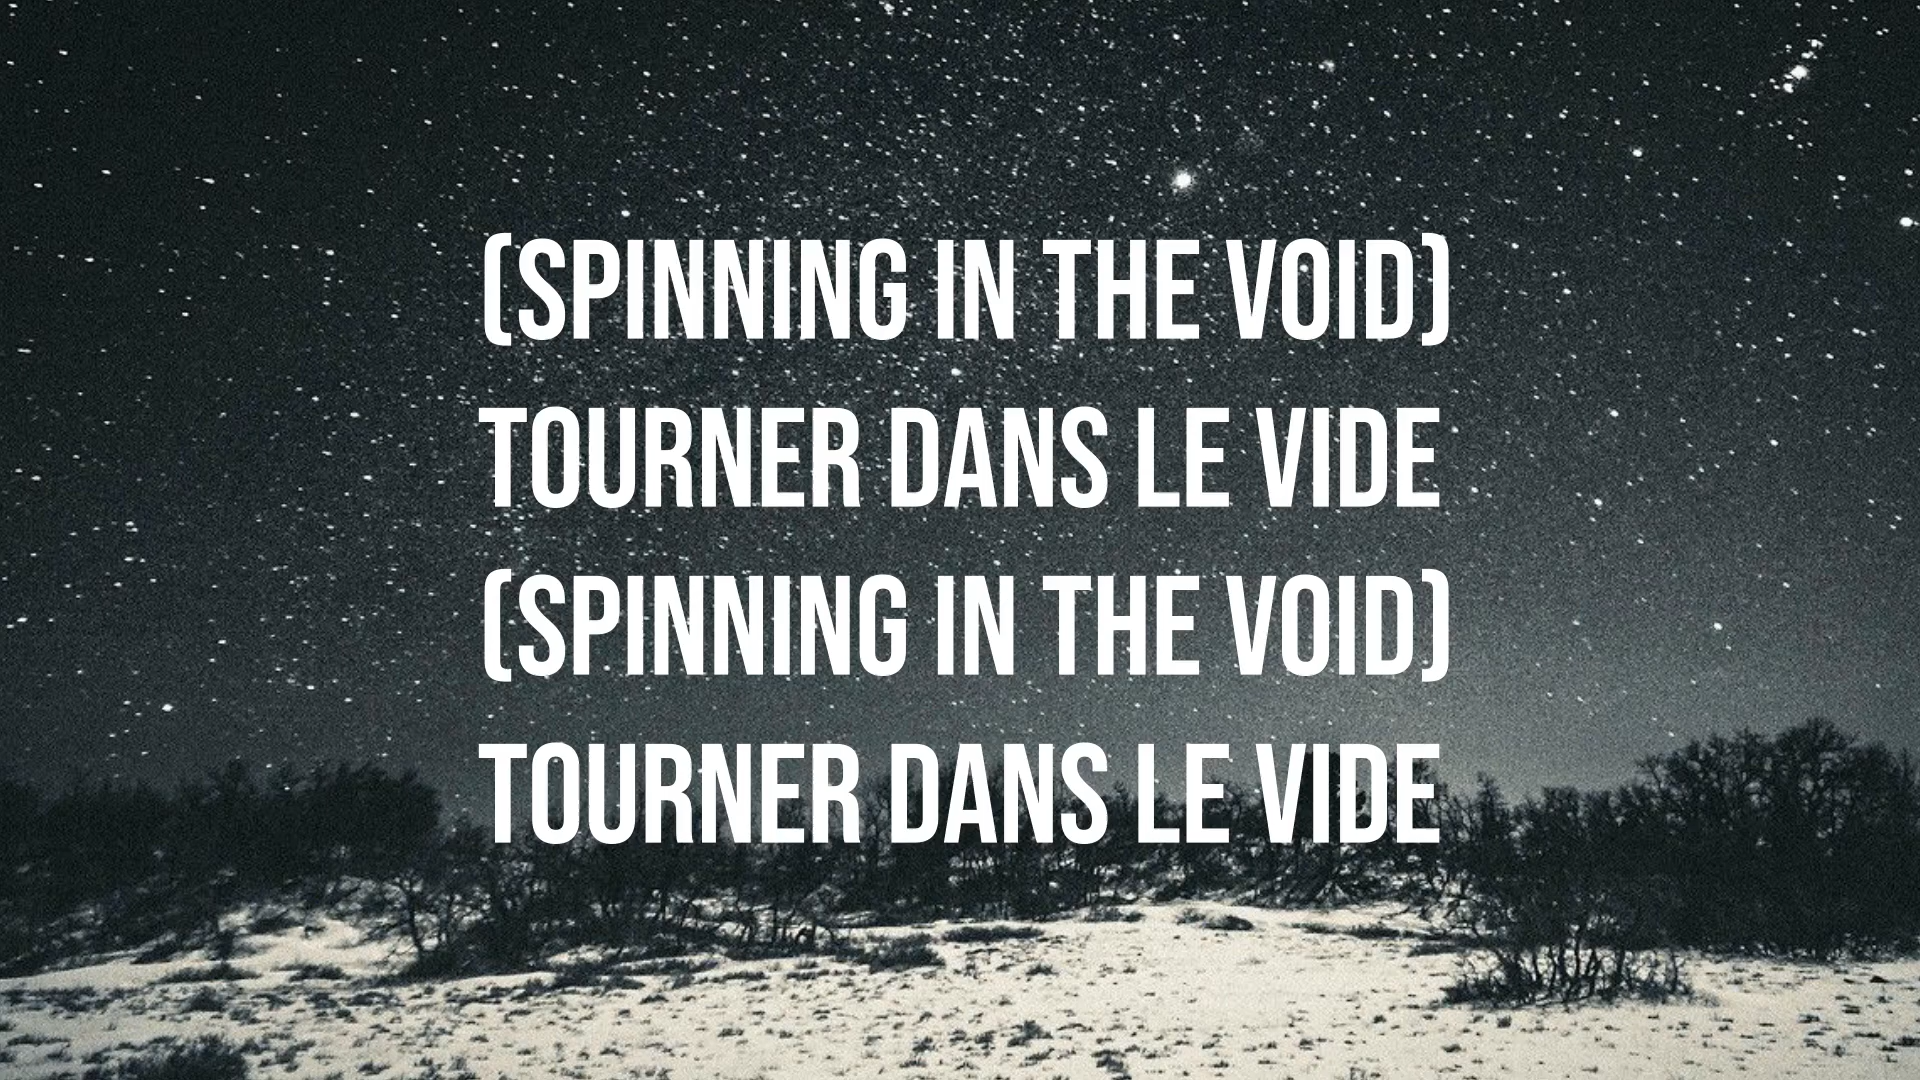 (SPINNING IN THE VOID)
TOURNER DANS LE VIDE
(SPINNING IN THE VOID)
TOURNER DANS LE VIDE